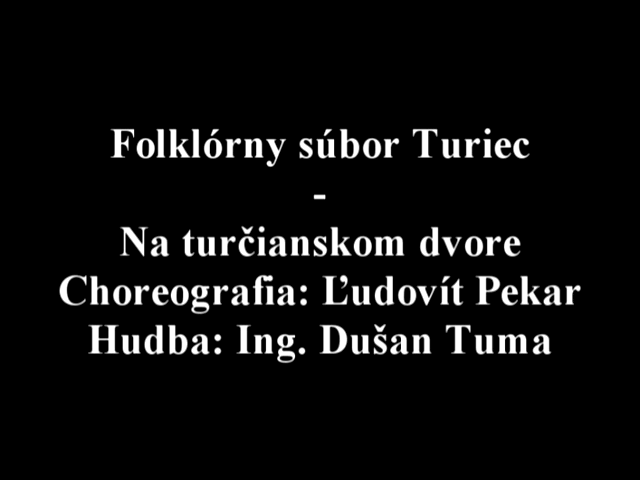 Folklórny súbor Turiec
-
Na turčianskom dvore
Choreografia: Ľudovít Pekar
Hudba: Ing. Dušan Tuma